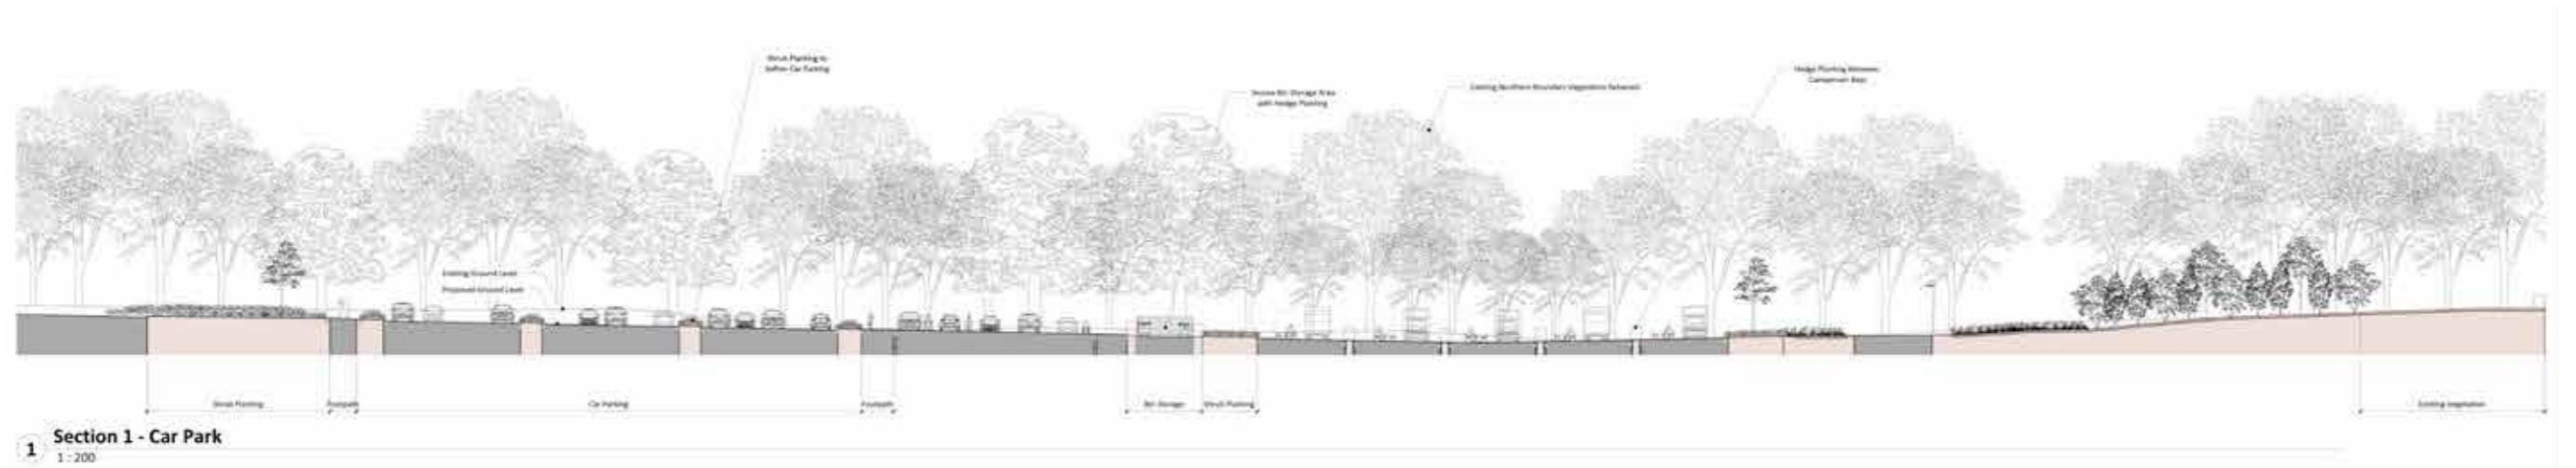 Shrub Planting to
Soften Car Parking
Secure Bin Storage Area
with Hedge Planting
Existing Northern Boundary Vegetation Retained
Hedge Planting Between
Campervan Bays
Existing Ground Level
Proposed Ground Level
Shrub Planting
Footpath
Car Parking
Footpath
Bin Storage
Shrub Planting
Existing Vegetation
1
Section 1 - Car Park
1 : 200